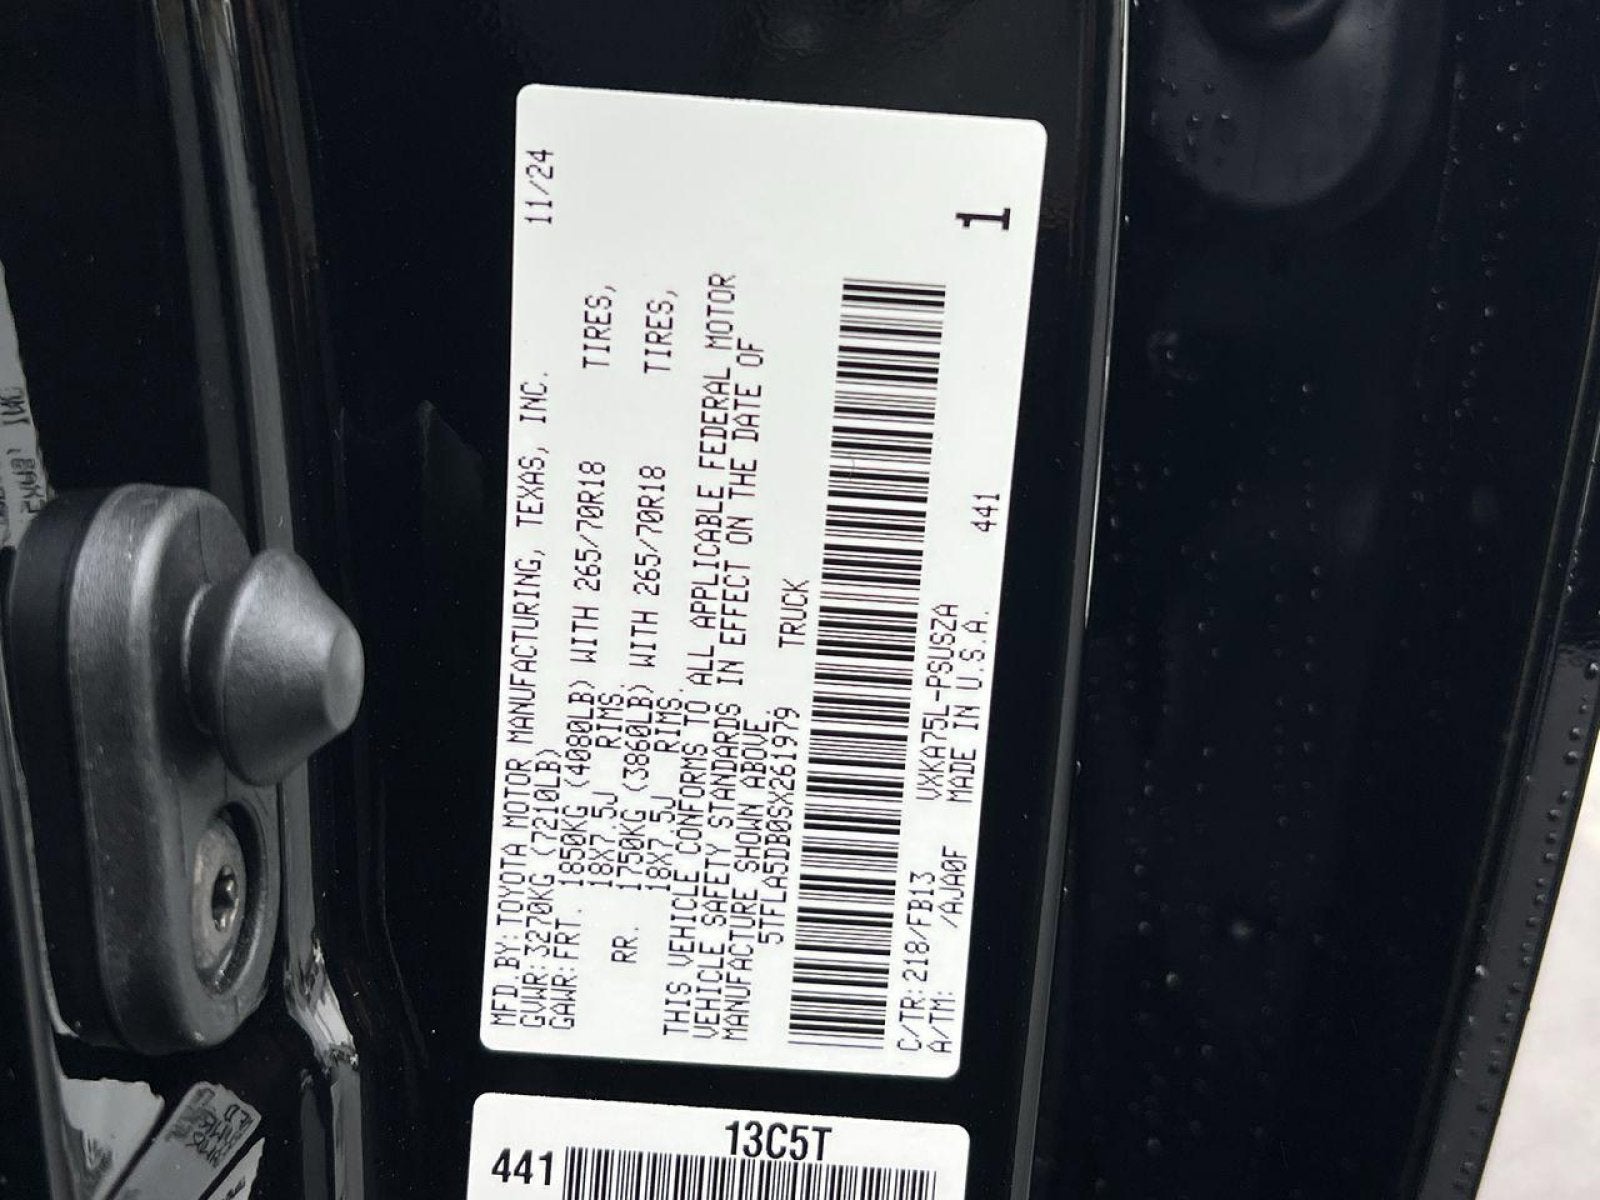 MFD.BY:TOYOTA MOTOR MANUFACTURING, TEXAS, INC. 11/24
GVWR:3270KG (7210LB)
GAWR:FRT. 1850KG (4080LB) WITH 265/70R18 TIRES,
18X7.5J RIMS.
RR. 1750KG (3860LB) WITH 265/70R18 TIRES,
18X7.5J RIMS.
THIS VEHICLE CONFORMS TO ALL APPLICABLE FEDERAL MOTOR
VEHICLE SAFETY STANDARDS IN EFFECT ON THE DATE OF
MANUFACTURE SHOWN ABOVE.
5TFLA5DB0SX261979 TRUCK
C/TR:218/FB13 VXKA75L-PSUSZA
A/TM: /AJA0F MADE IN U.S.A. 441
1
13C5T
441